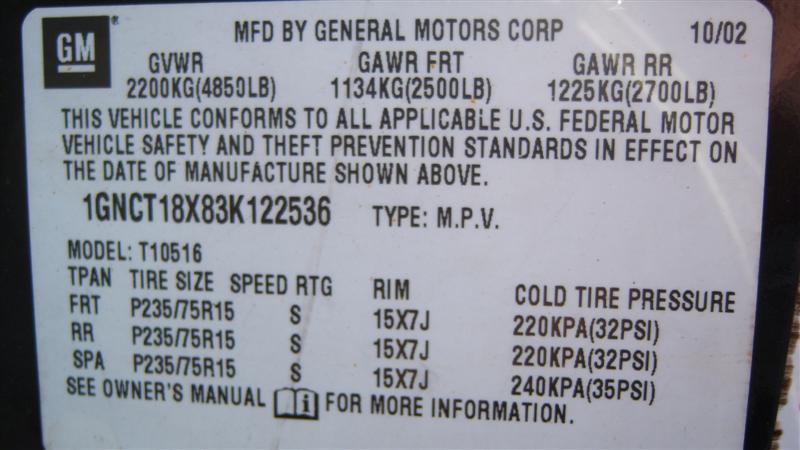 GM® MFD BY GENERAL MOTORS CORP 10/02
GVWR GAWR FRT GAWR RR
2200KG(4850LB) 1134KG(2500LB) 1225KG(2700LB)
THIS VEHICLE CONFORMS TO ALL APPLICABLE U.S. FEDERAL MOTOR
VEHICLE SAFETY AND THEFT PREVENTION STANDARDS IN EFFECT ON
THE DATE OF MANUFACTURE SHOWN ABOVE.
1GNCT18X83K122536 TYPE: M.P.V.
MODEL: T10516
TPAN TIRE SIZE SPEED RTG RIM COLD TIRE PRESSURE
FRT P235/75R15 S 15X7J 220KPA(32PSI)
RR P235/75R15 S 15X7J 220KPA(32PSI)
SPA P235/75R15 S 15X7J 240KPA(35PSI)
SEE OWNER'S MANUAL i FOR MORE INFORMATION.